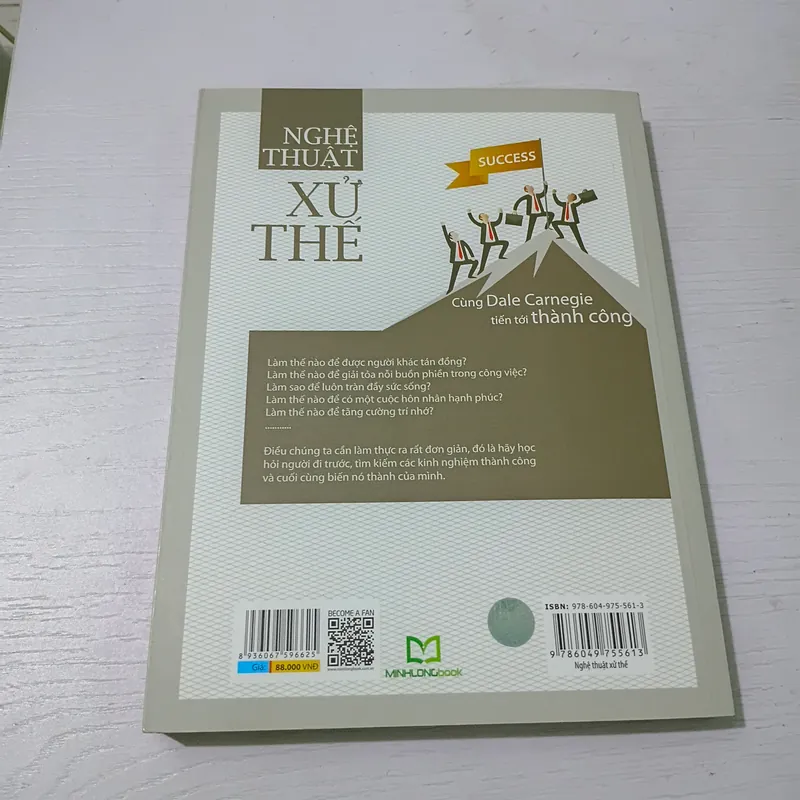 NGHỆ
THUẬT
XỬ
THẾ
SUCCESS
Cùng Dale Carnegie
tiến tới thành công
Làm thế nào để được người khác tán đồng?
Làm thế nào để giải tỏa nỗi buồn phiền trong công việc?
Làm sao để luôn tràn đầy sức sống?
Làm thế nào để có một cuộc hôn nhân hạnh phúc?
Làm thế nào để tăng cường trí nhớ?
...........
Điều chúng ta cần làm thực ra rất đơn giản, đó là hãy học
hỏi người đi trước, tìm kiếm các kinh nghiệm thành công
và cuối cùng biến nó thành của mình.
8 936067 596625
Giá: 88.000 VNĐ
BECOME A FAN
MINHLONGbook
ISBN: 978-604-975-561-3
9 786049 755613
Nghệ thuật xử thế